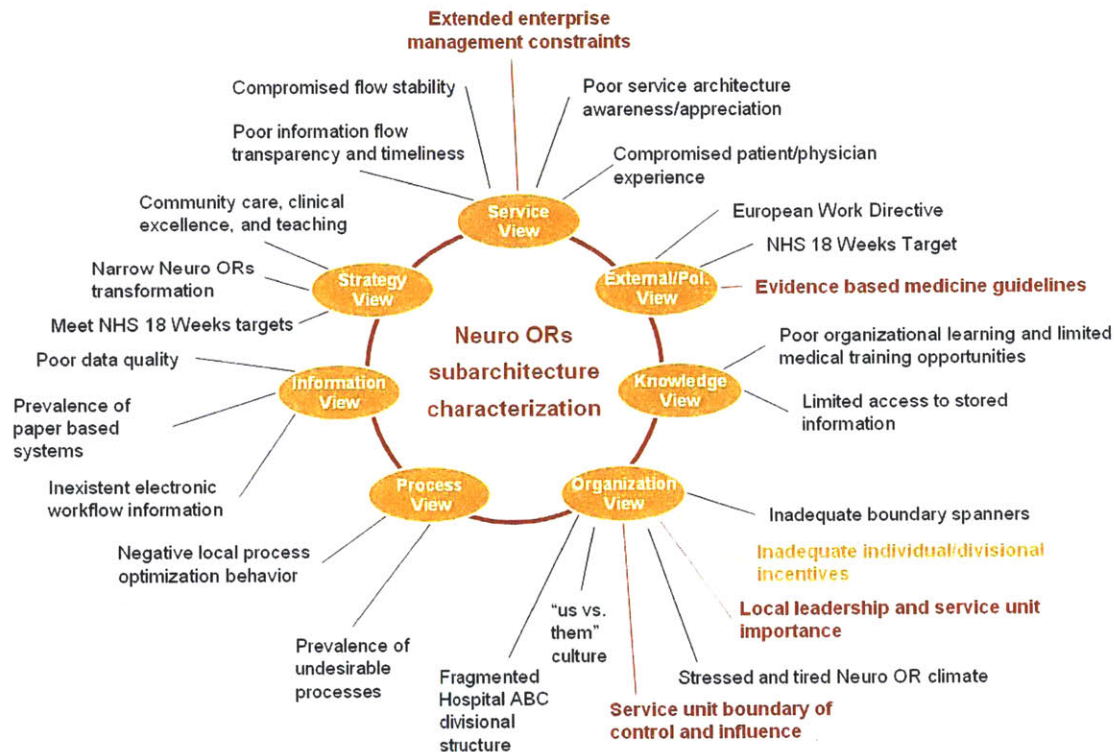 Extended enterprise
management constraints
Compromised flow stability
Poor service architecture
awareness/appreciation
Poor information flow
transparency and timeliness
Compromised patient/physician
experience
Community care, clinical
excellence, and teaching
Service
View
European Work Directive
NHS 18 Weeks Target
Narrow Neuro ORs
transformation
Strategy
View
External/Pol.
View
Evidence based medicine guidelines
Meet NHS 18 Weeks targets
Neuro ORs
subarchitecture
characterization
Poor organizational learning and limited
medical training opportunities
Poor data quality
Information
View
Knowledge
View
Limited access to stored
information
Prevalence of
paper based
systems
Inexistent electronic
workflow information
Process
View
Organization
View
Inadequate boundary spanners
Negative local process
optimization behavior
Inadequate individual/divisional
incentives
Local leadership and service unit
importance
"us vs.
them"
culture
Prevalence of
undesirable
processes
Fragmented
Hospital ABC
divisional
structure
Stressed and tired Neuro OR climate
Service unit boundary of
control and influence